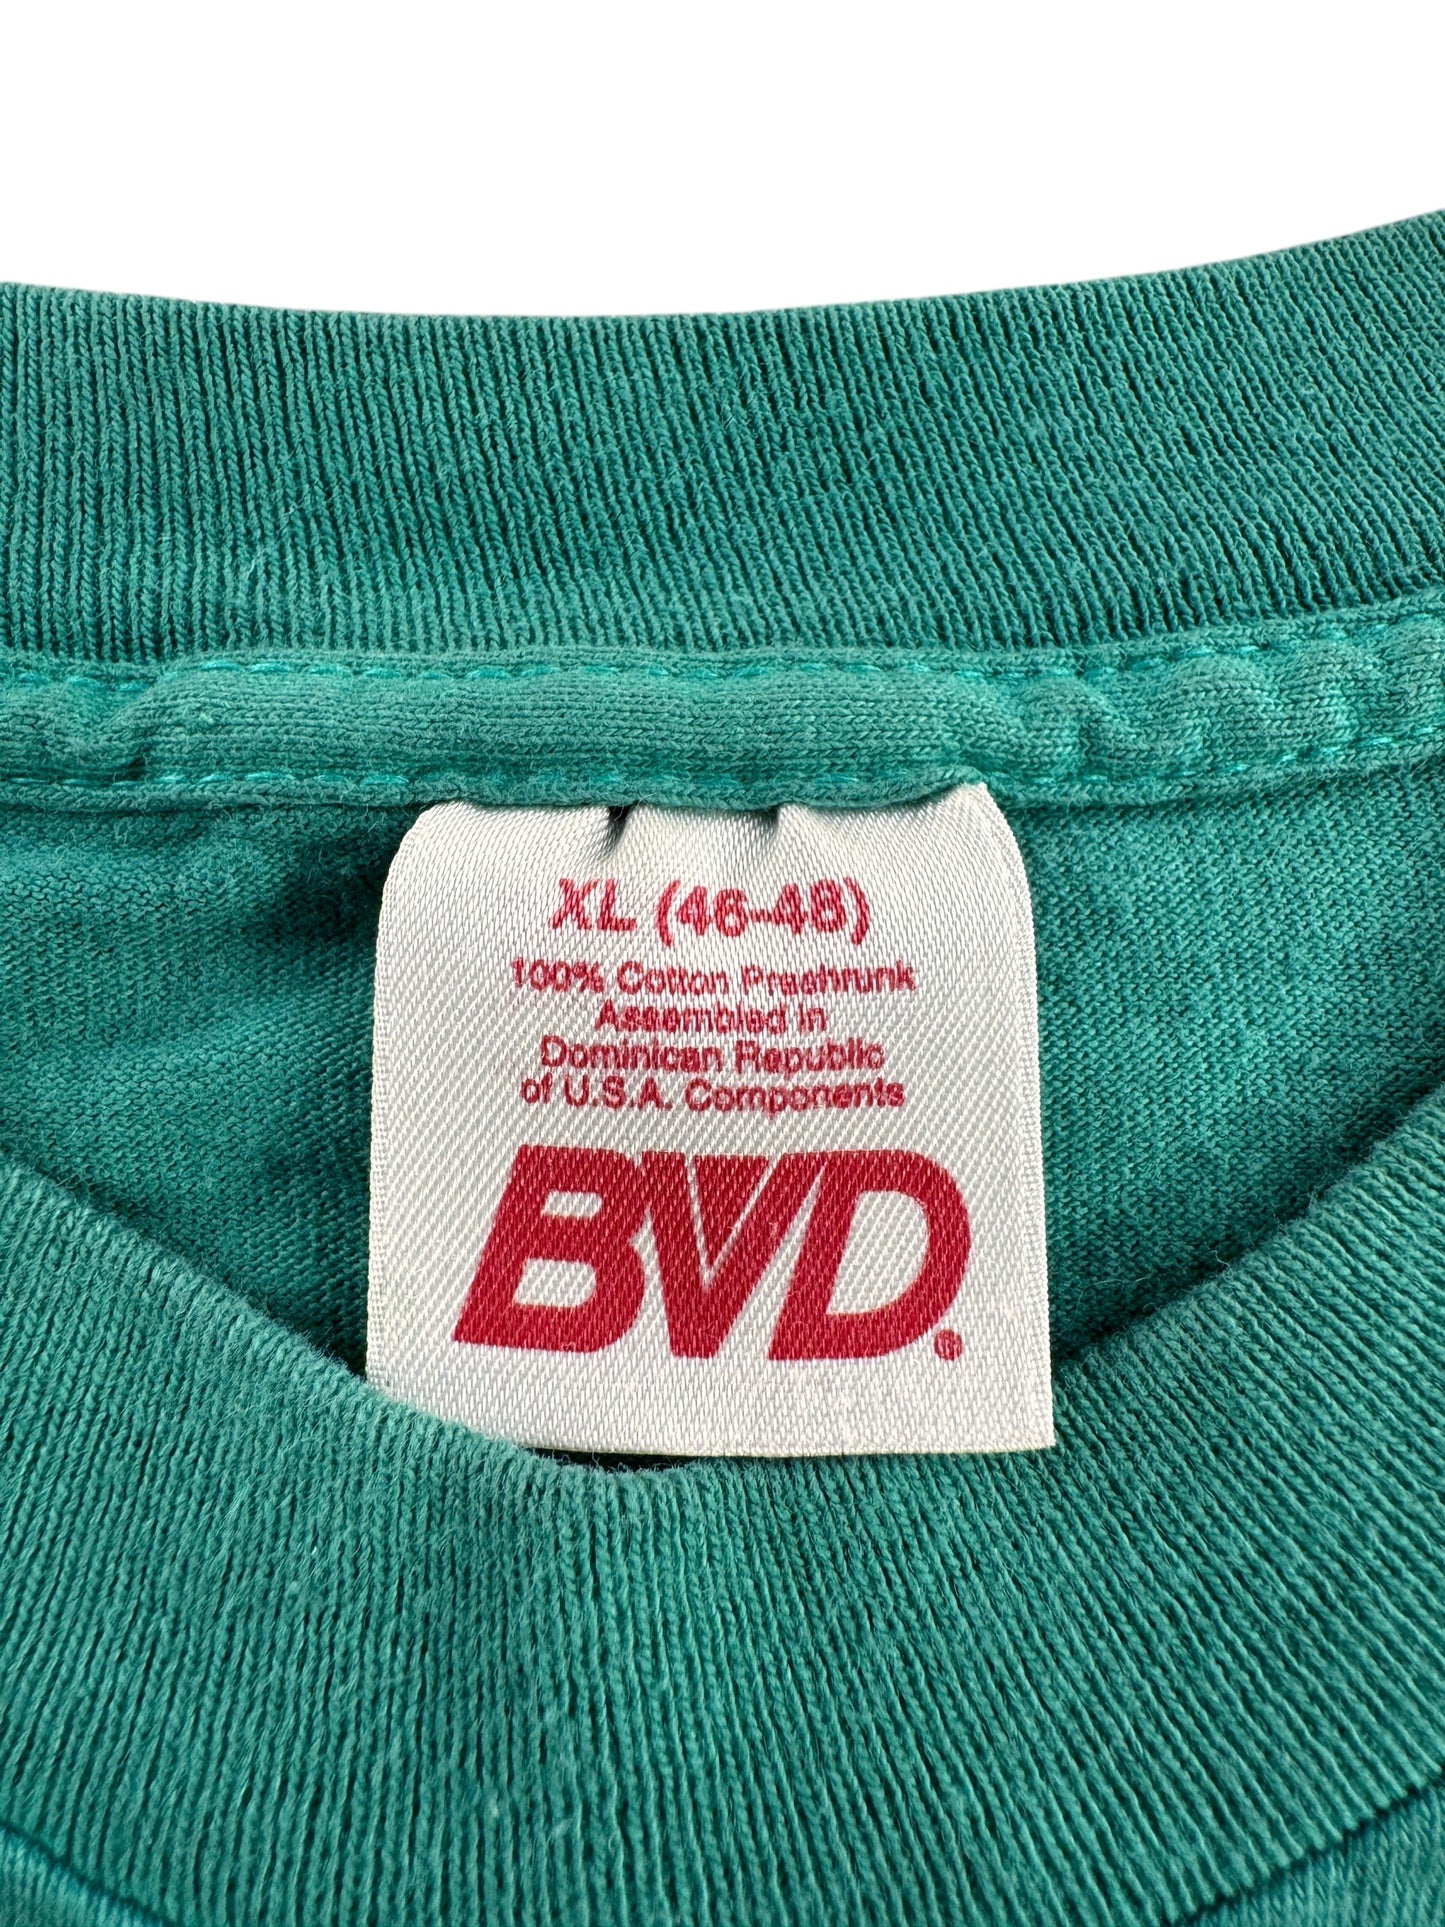 XL (46-48)
100% Cotton Preshrunk
Assembled in
Dominican Republic
of U.S.A. Components
BVD.®